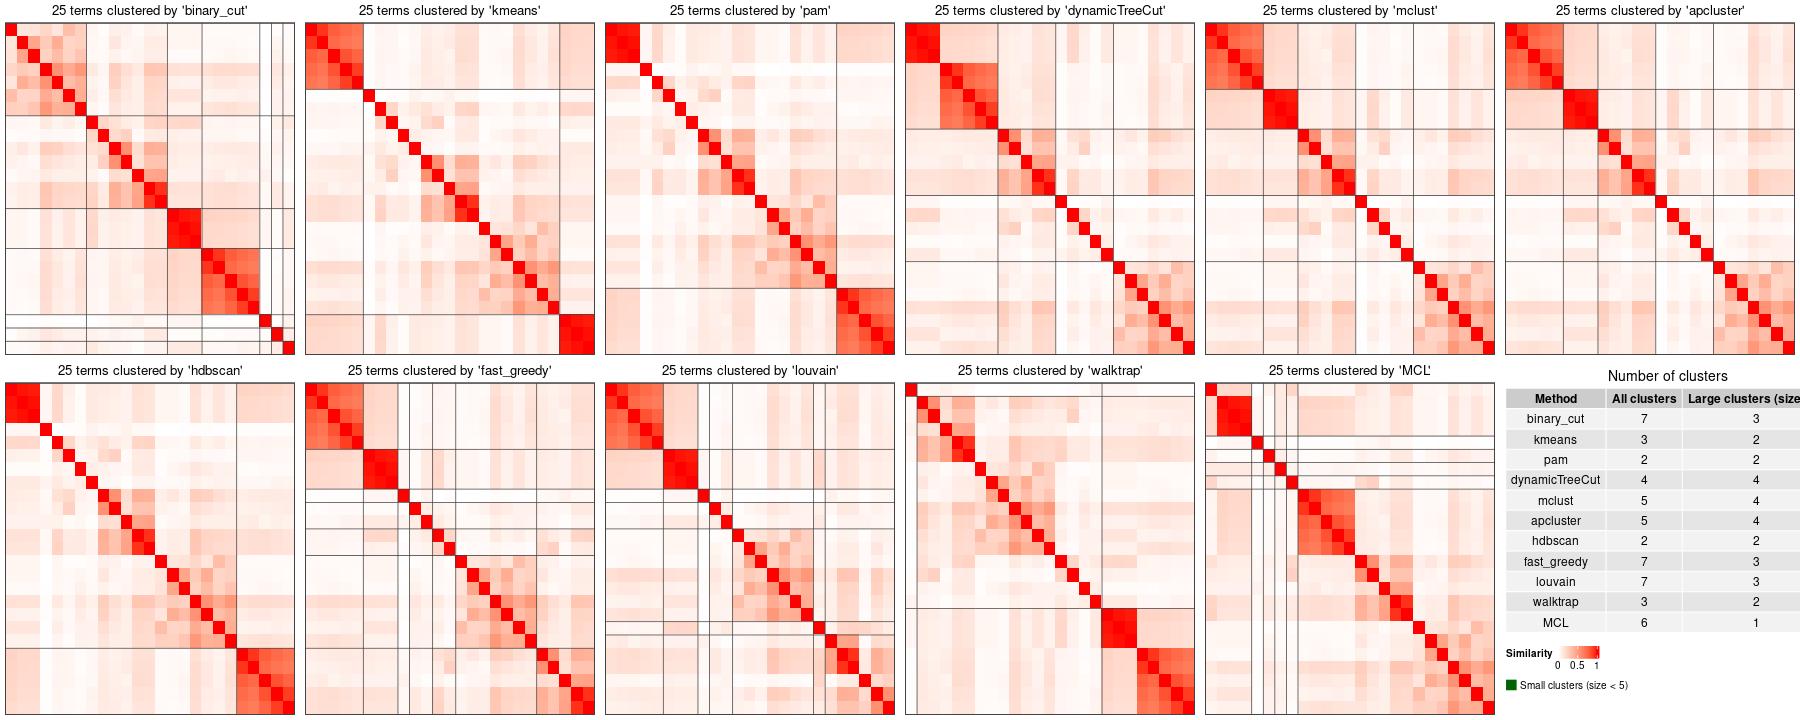 25 terms clustered by 'binary_cut'
25 terms clustered by 'kmeans'
25 terms clustered by 'pam'
25 terms clustered by 'dynamicTreeCut'
25 terms clustered by 'mclust'
25 terms clustered by 'apcluster'
25 terms clustered by 'hdbscan'
25 terms clustered by 'fast_greedy'
25 terms clustered by 'louvain'
25 terms clustered by 'walktrap'
25 terms clustered by 'MCL'
Number of clusters
Method All clusters Large clusters (size
binary_cut 7 3
kmeans 3 2
pam 2 2
dynamicTreeCut 4 4
mclust 5 4
apcluster 5 4
hdbscan 2 2
fast_greedy 7 3
louvain 7 3
walktrap 3 2
MCL 6 1
Similarity
0 0.5 1
Small clusters (size < 5)